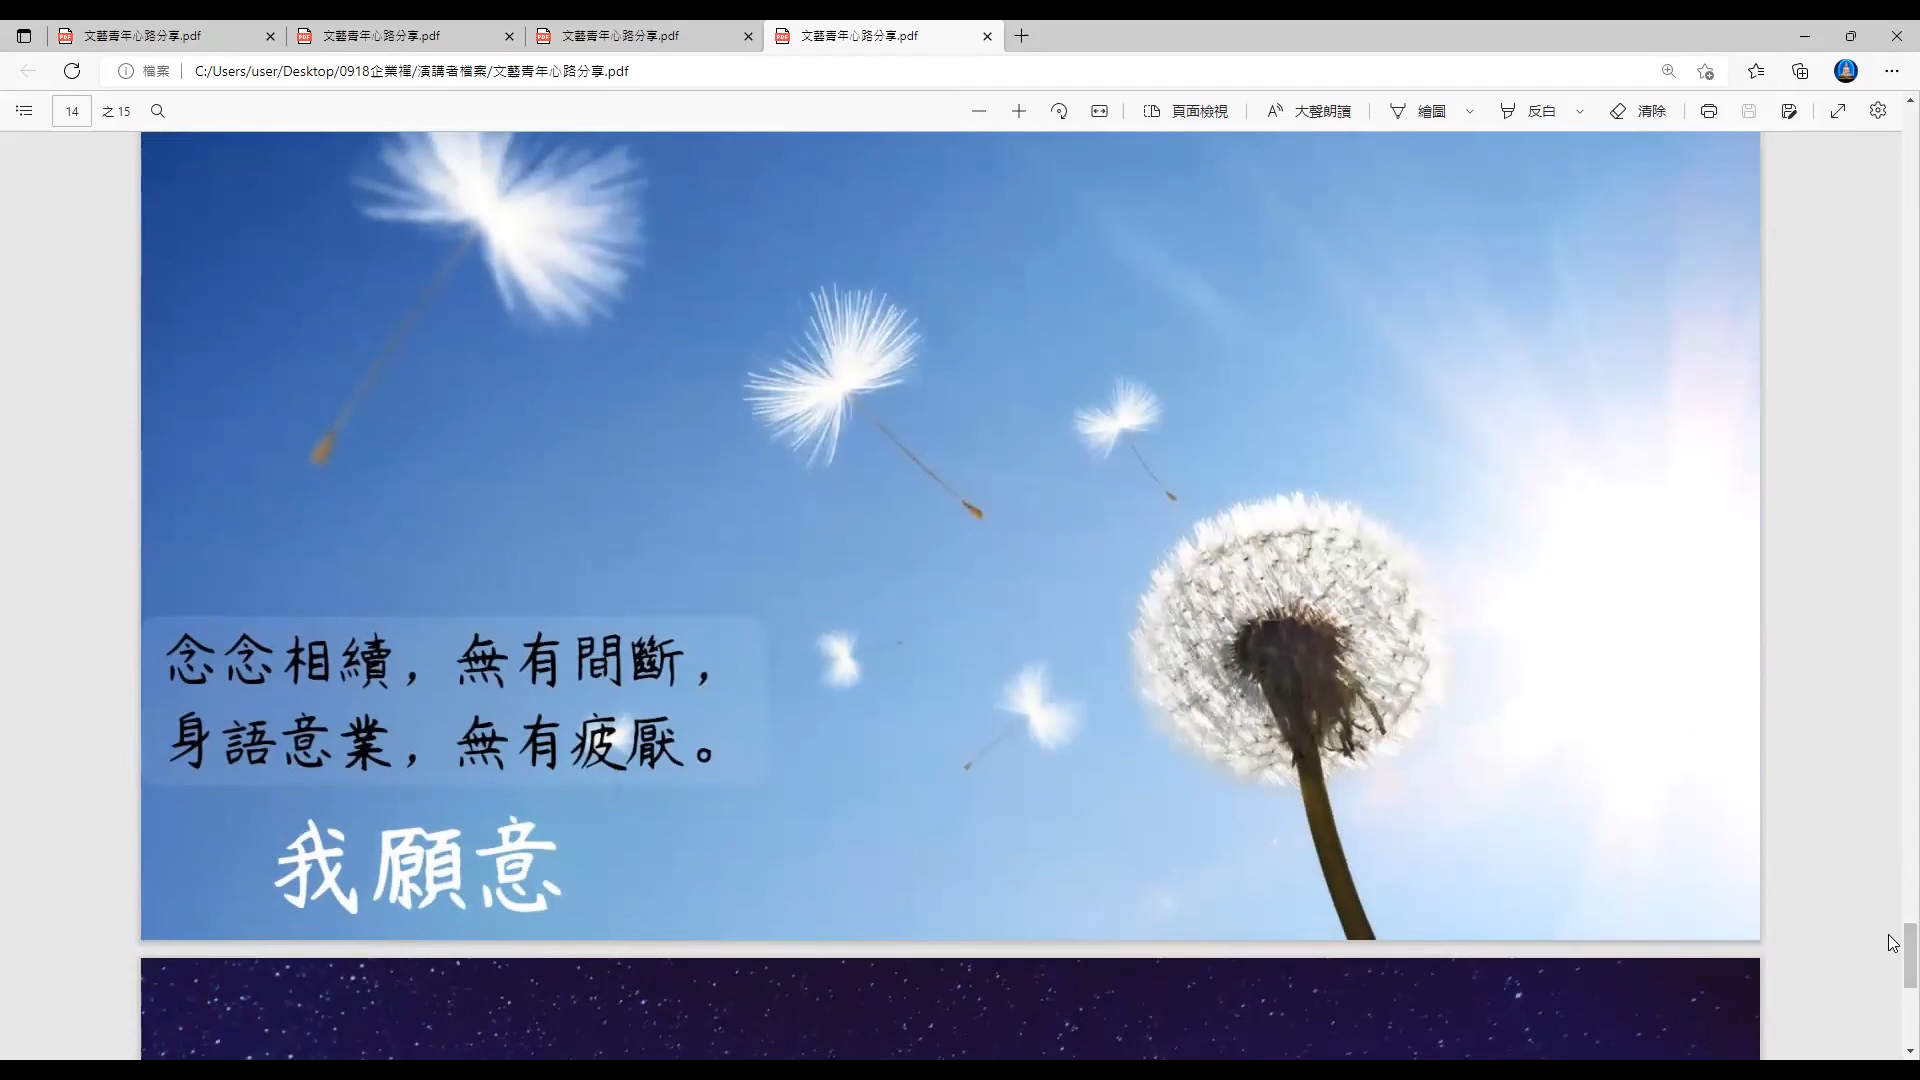 文藝青年心路分享.pdf
文藝青年心路分享.pdf
文藝青年心路分享.pdf
文藝青年心路分享.pdf
檔案
C:/Users/user/Desktop/0918企業禪/演講者檔案/文藝青年心路分享.pdf
14 之 15
頁面檢視
大聲朗讀
繪圖
反白
清除
念念相續，無有間斷，
身語意業，無有疲厭。
我願意